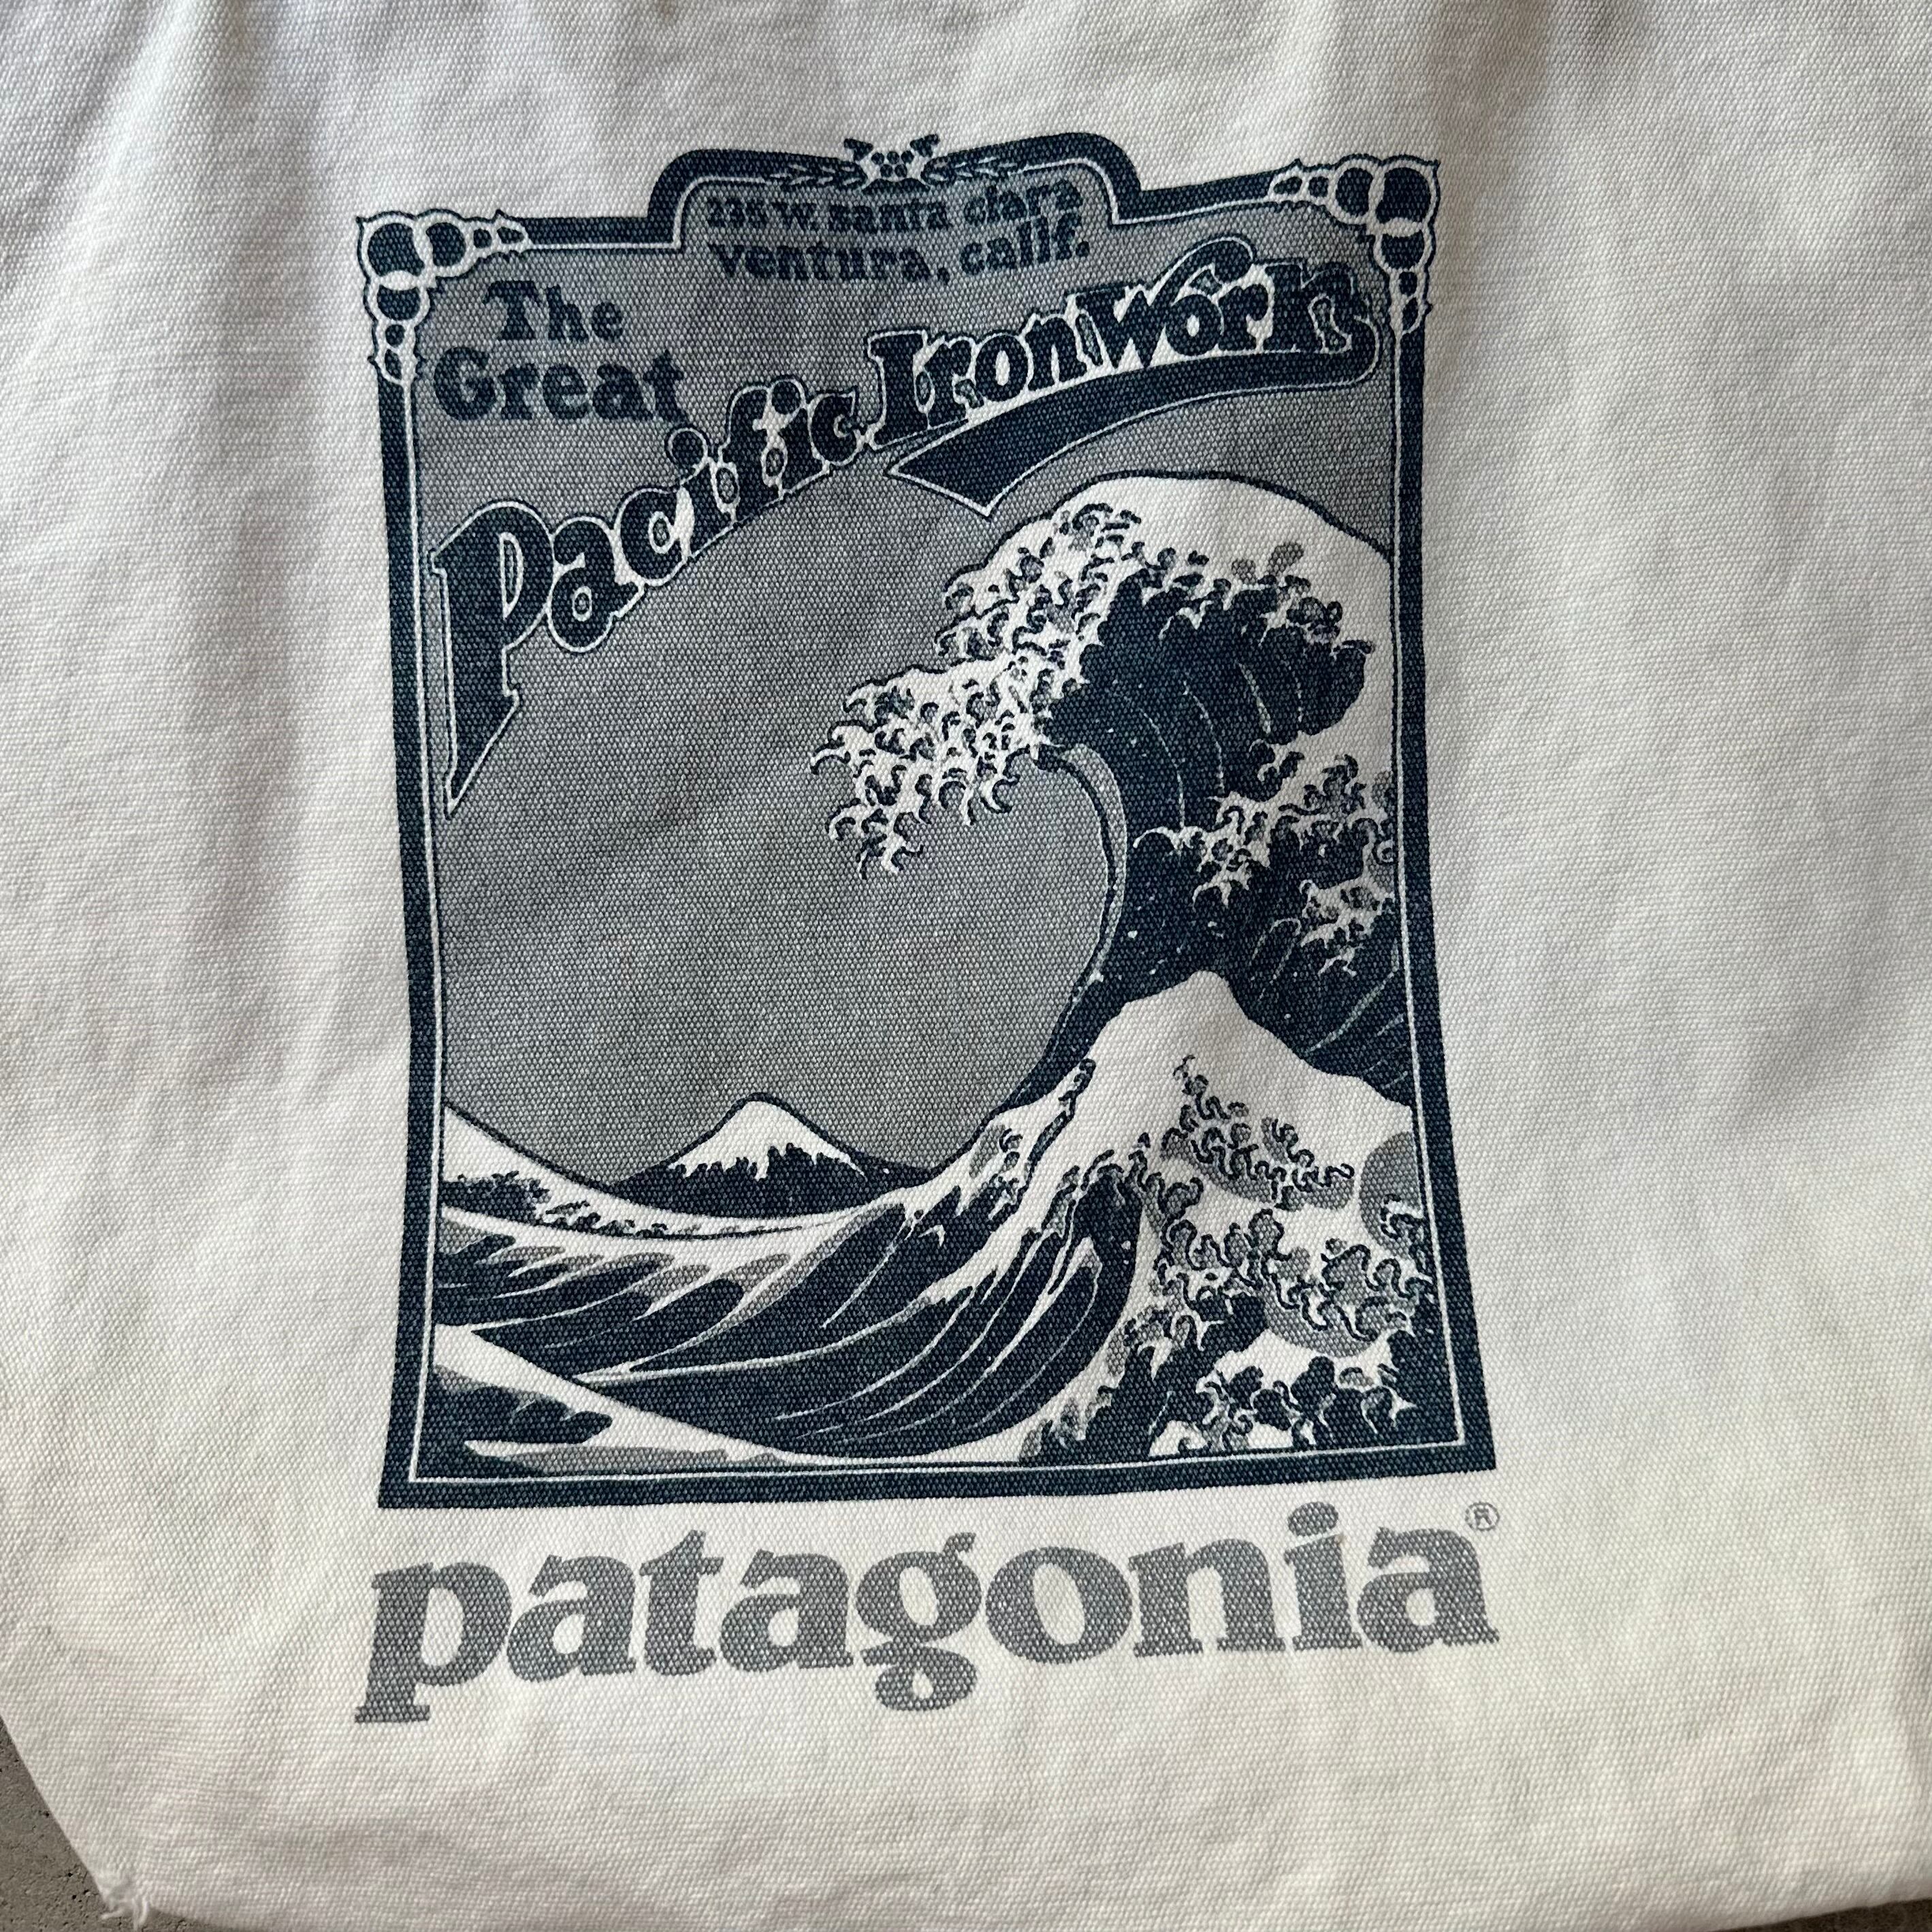 235 W. santa clara
ventura, calif.
The
Great
Pacific IronWorks
patagonia®